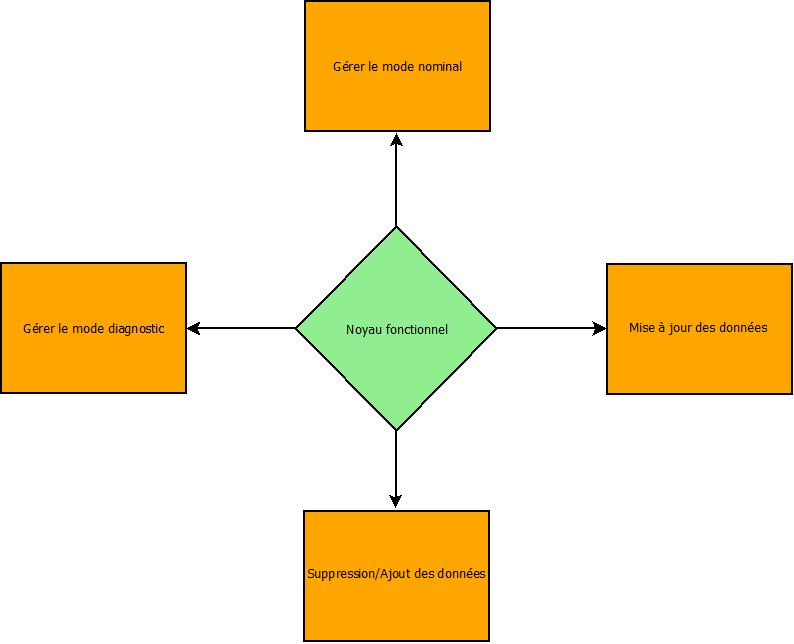 Gérer le mode nominal
Gérer le mode diagnostic
Noyau fonctionnel
Mise à jour des données
Suppression/Ajout des données